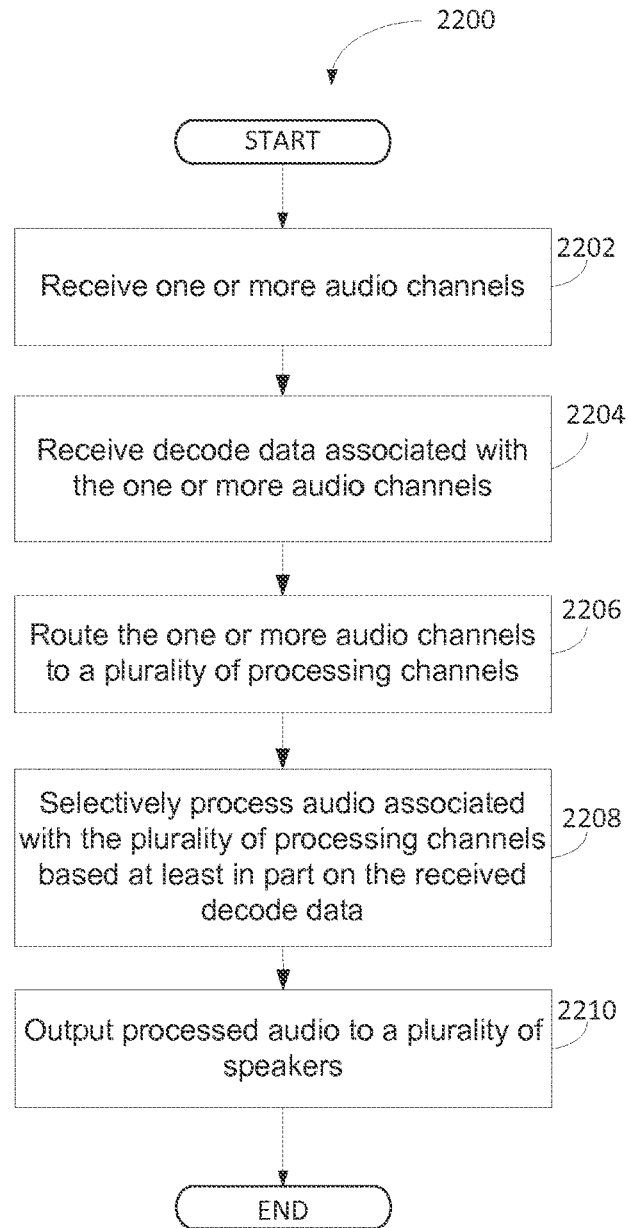 2200
START
2202
Receive one or more audio channels
2204
Receive decode data associated with
the one or more audio channels
2206
Route the one or more audio channels
to a plurality of processing channels
Selectively process audio associated
with the plurality of processing channels
2208
based at least in part on the received
decode data
2210
Output processed audio to a plurality of
speakers
END